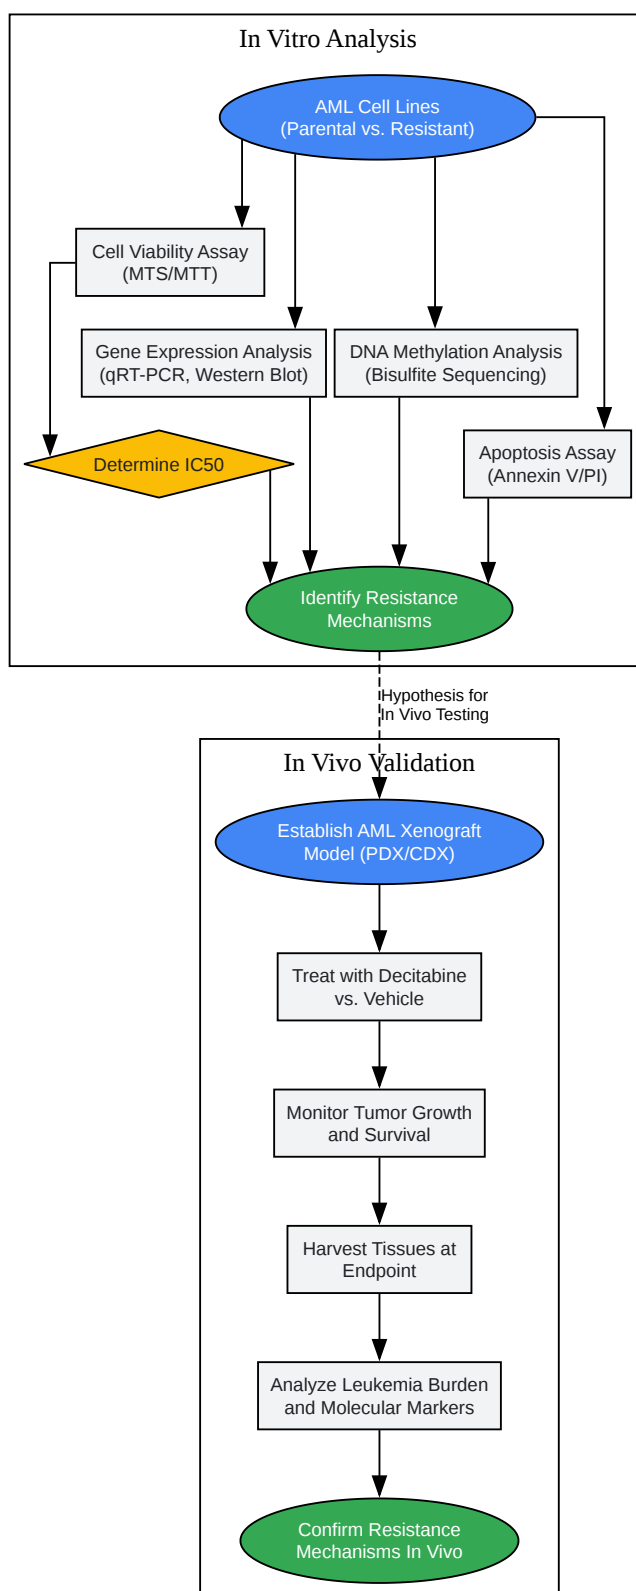 In Vitro Analysis
AML Cell Lines
(Parental vs. Resistant)
Cell Viability Assay
(MTS/MTT)
Gene Expression Analysis
(qRT-PCR, Western Blot)
DNA Methylation Analysis
(Bisulfite Sequencing)
Determine IC50
Apoptosis Assay
(Annexin V/PI)
Identify Resistance
Mechanisms
Hypothesis for
In Vivo Testing
In Vivo Validation
Establish AML Xenograft
Model (PDX/CDX)
Treat with Decitabine
vs. Vehicle
Monitor Tumor Growth
and Survival
Harvest Tissues at
Endpoint
Analyze Leukemia Burden
and Molecular Markers
Confirm Resistance
Mechanisms In Vivo